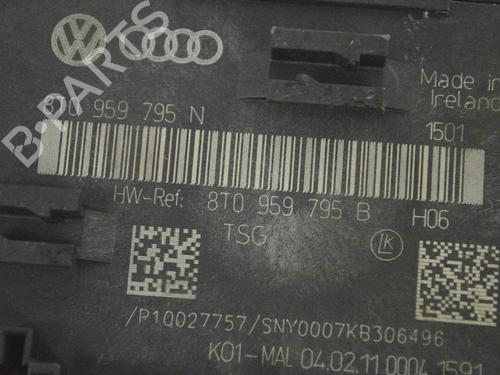 Made in
Ireland
8T0 959 795 N
1501
HW-Ref: 8T0 959 795 B H06
TSG
LK
/P10027757/SNY0007KB306496
K01-MAL 04.02.11 0004 1591
B-PARTS